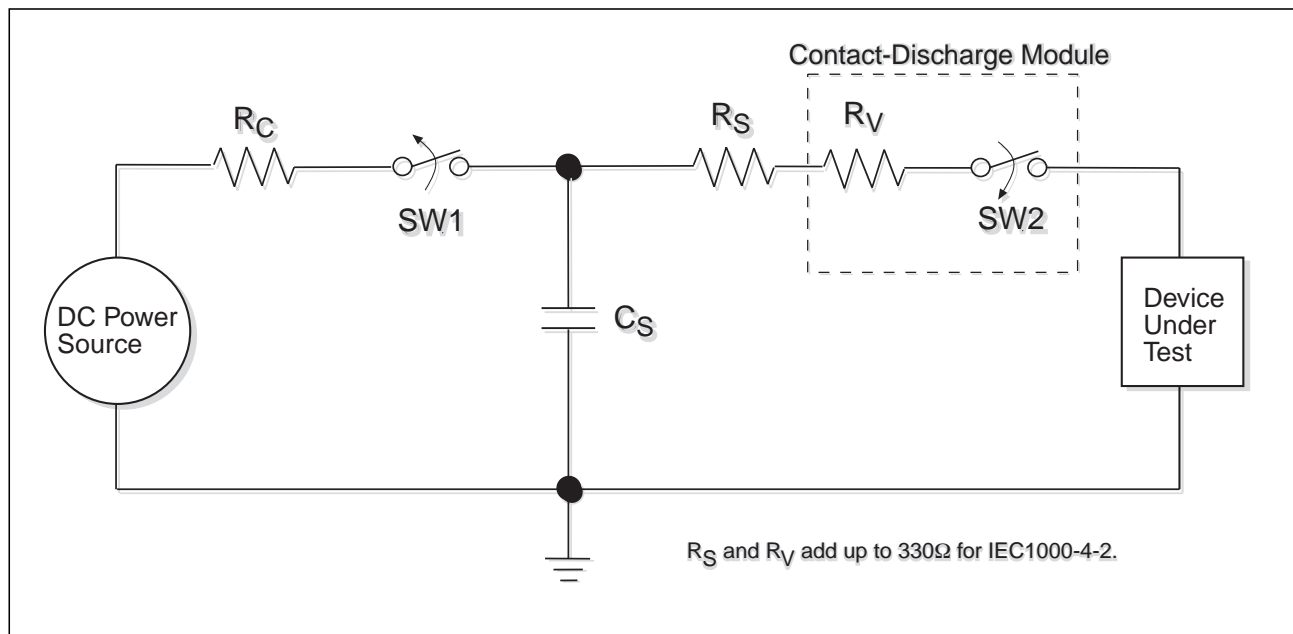 Contact-Discharge Module
RC
RS
RV
SW1
SW2
DC Power
Source
CS
Device
Under
Test
RS and RV add up to 330Ω for IEC1000-4-2.